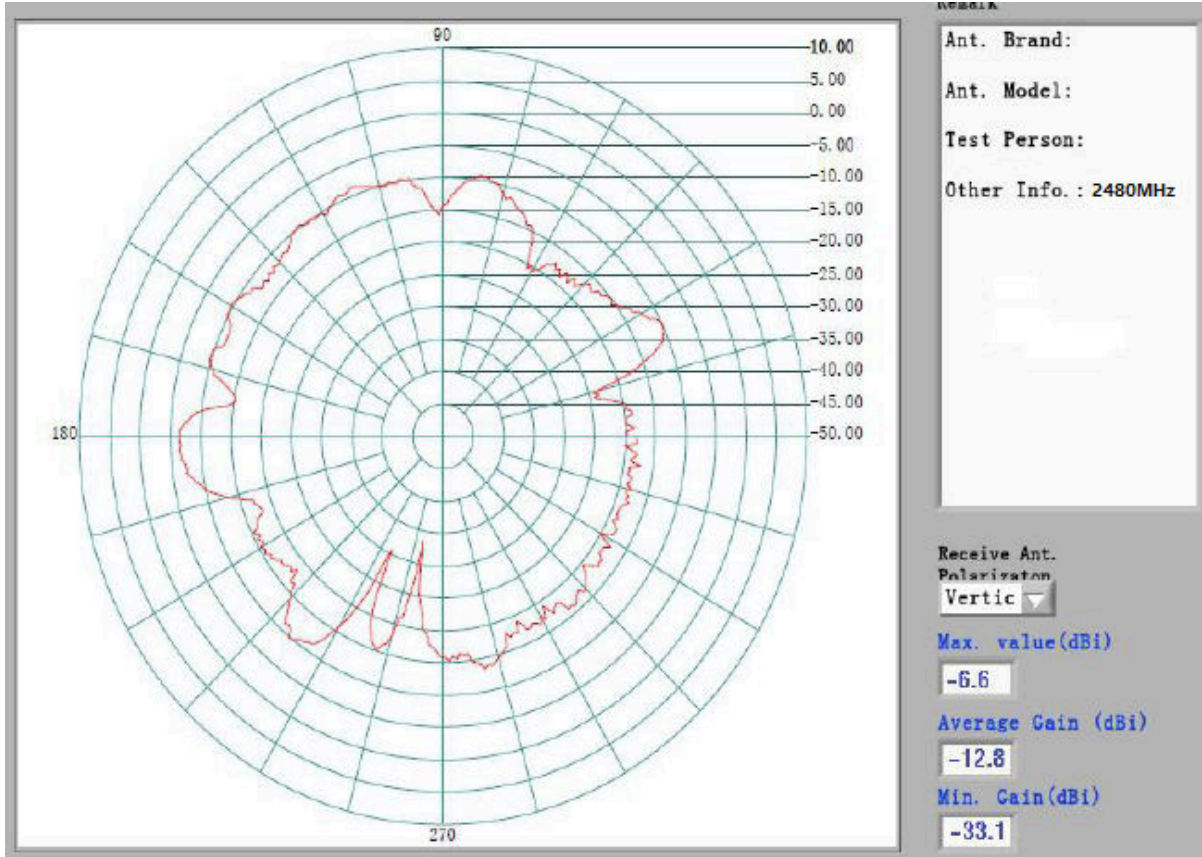 Remark
90
10.00
5.00
0.00
-5.00
-10.00
-15.00
-20.00
-25.00
-30.00
-35.00
-40.00
-45.00
-50.00
180
270
Ant. Brand:
Ant. Model:
Test Person:
Other Info.: 2480MHz
Receive Ant.
Polarizaton
Vertic
Max. value(dBi)
-6.6
Average Gain (dBi)
-12.8
Min. Gain(dBi)
-33.1